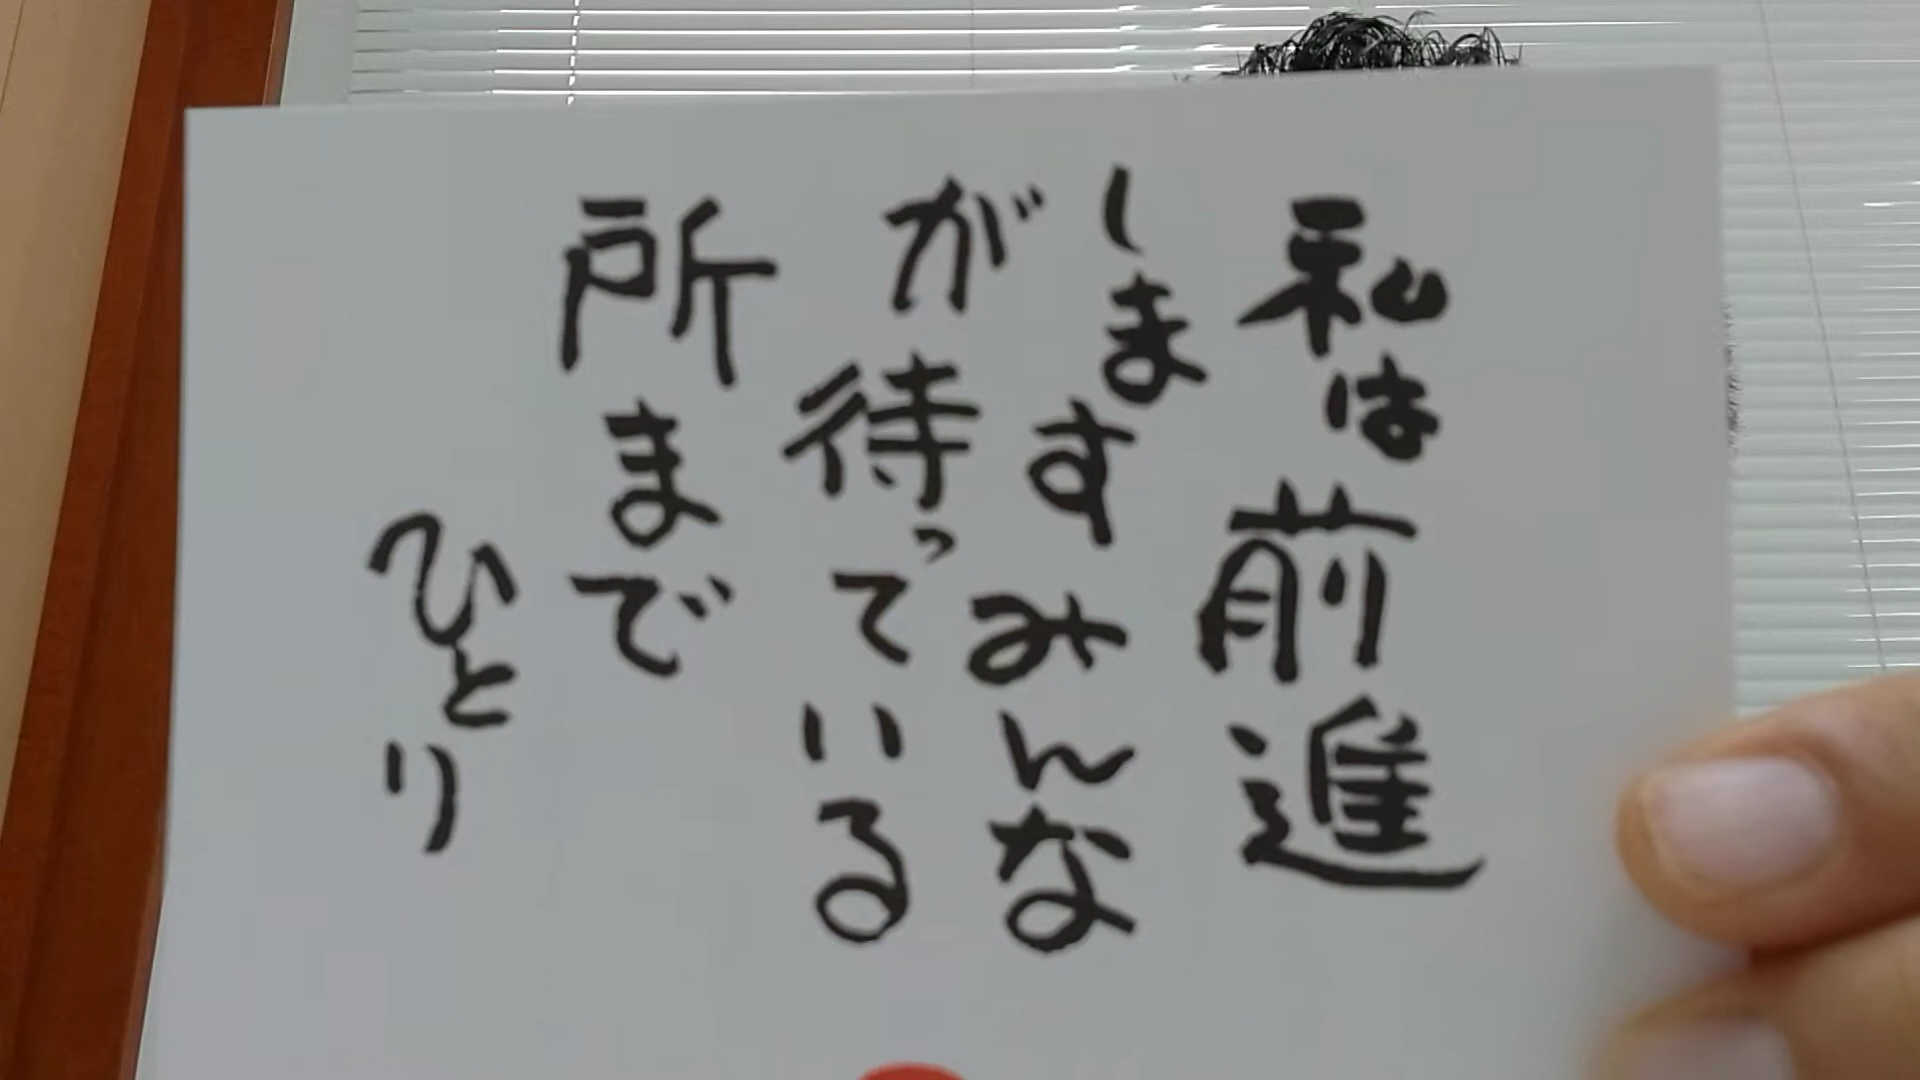 私は前進
しますみんな
が待っている
所まで
ひとり